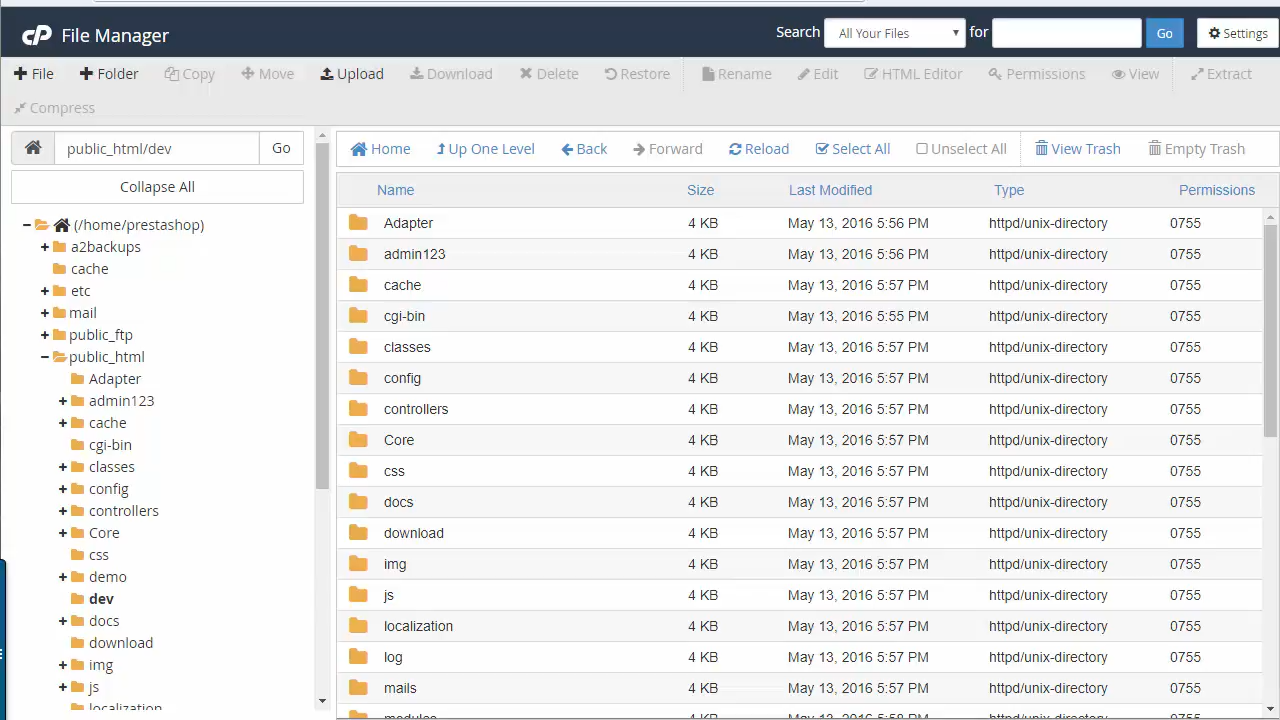 cP File Manager Search All Your Files for Go Settings
File Folder Copy Move Upload Download Delete Restore Rename Edit HTML Editor Permissions View Extract
Compress
public_html/dev Go
Collapse All
(/home/prestashop)
a2backups
cache
etc
mail
public_ftp
public_html
Adapter
admin123
cache
cgi-bin
classes
config
controllers
Core
css
demo
dev
docs
download
img
js
localization
Home Up One Level Back Forward Reload Select All Unselect All View Trash Empty Trash
Name Size Last Modified Type Permissions
Adapter 4 KB May 13, 2016 5:56 PM httpd/unix-directory 0755
admin123 4 KB May 13, 2016 5:56 PM httpd/unix-directory 0755
cache 4 KB May 13, 2016 5:57 PM httpd/unix-directory 0755
cgi-bin 4 KB May 13, 2016 5:55 PM httpd/unix-directory 0755
classes 4 KB May 13, 2016 5:57 PM httpd/unix-directory 0755
config 4 KB May 13, 2016 5:57 PM httpd/unix-directory 0755
controllers 4 KB May 13, 2016 5:57 PM httpd/unix-directory 0755
Core 4 KB May 13, 2016 5:57 PM httpd/unix-directory 0755
css 4 KB May 13, 2016 5:57 PM httpd/unix-directory 0755
docs 4 KB May 13, 2016 5:57 PM httpd/unix-directory 0755
download 4 KB May 13, 2016 5:57 PM httpd/unix-directory 0755
img 4 KB May 13, 2016 5:57 PM httpd/unix-directory 0755
js 4 KB May 13, 2016 5:57 PM httpd/unix-directory 0755
localization 4 KB May 13, 2016 5:57 PM httpd/unix-directory 0755
log 4 KB May 13, 2016 5:57 PM httpd/unix-directory 0755
mails 4 KB May 13, 2016 5:57 PM httpd/unix-directory 0755
modules 4 KB May 13, 2016 5:58 PM httpd/unix-directory 0755